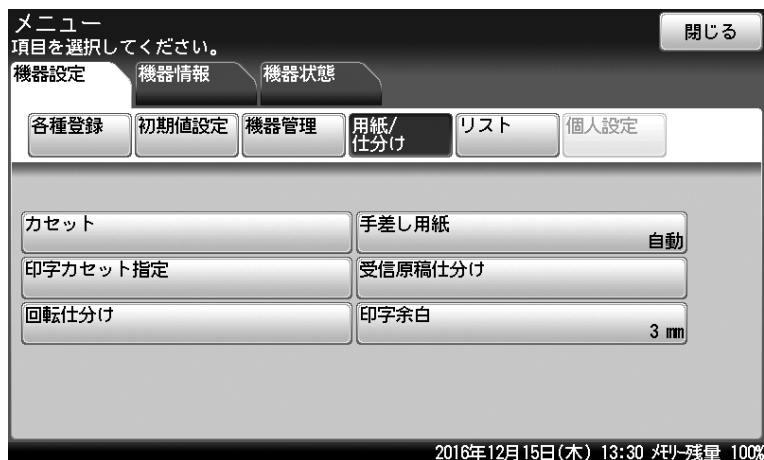 メニュー
項目を選択してください。
閉じる
機器設定 機器情報 機器状態
各種登録 初期値設定 機器管理 用紙/
仕分け リスト 個人設定
カセット 手差し用紙
自動
印字カセット指定 受信原稿仕分け
回転仕分け 印字余白
3 mm
2016年12月15日(木) 13:30 ﾒﾓﾘｰ残量 100%